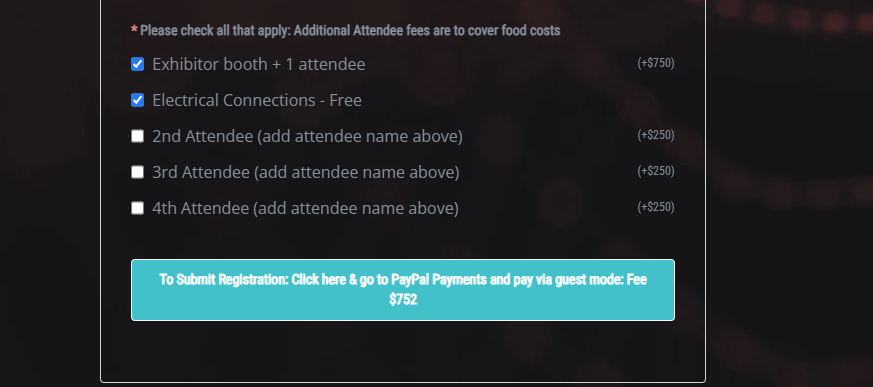 * Please check all that apply: Additional Attendee fees are to cover food costs
Exhibitor booth + 1 attendee (+$750)
Electrical Connections - Free
2nd Attendee (add attendee name above) (+$250)
3rd Attendee (add attendee name above) (+$250)
4th Attendee (add attendee name above) (+$250)
To Submit Registration: Click here & go to PayPal Payments and pay via guest mode: Fee
$752